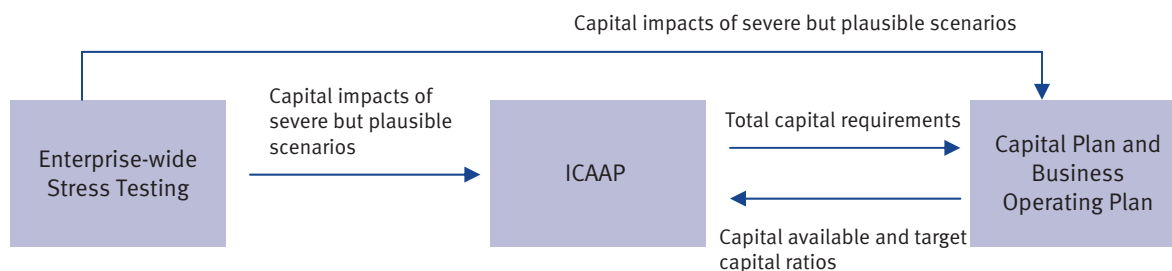 Capital impacts of severe but plausible scenarios
Enterprise-wide
Stress Testing
Capital impacts of
severe but plausible
scenarios
ICAAP
Total capital requirements
Capital available and target
capital ratios
Capital Plan and
Business
Operating Plan